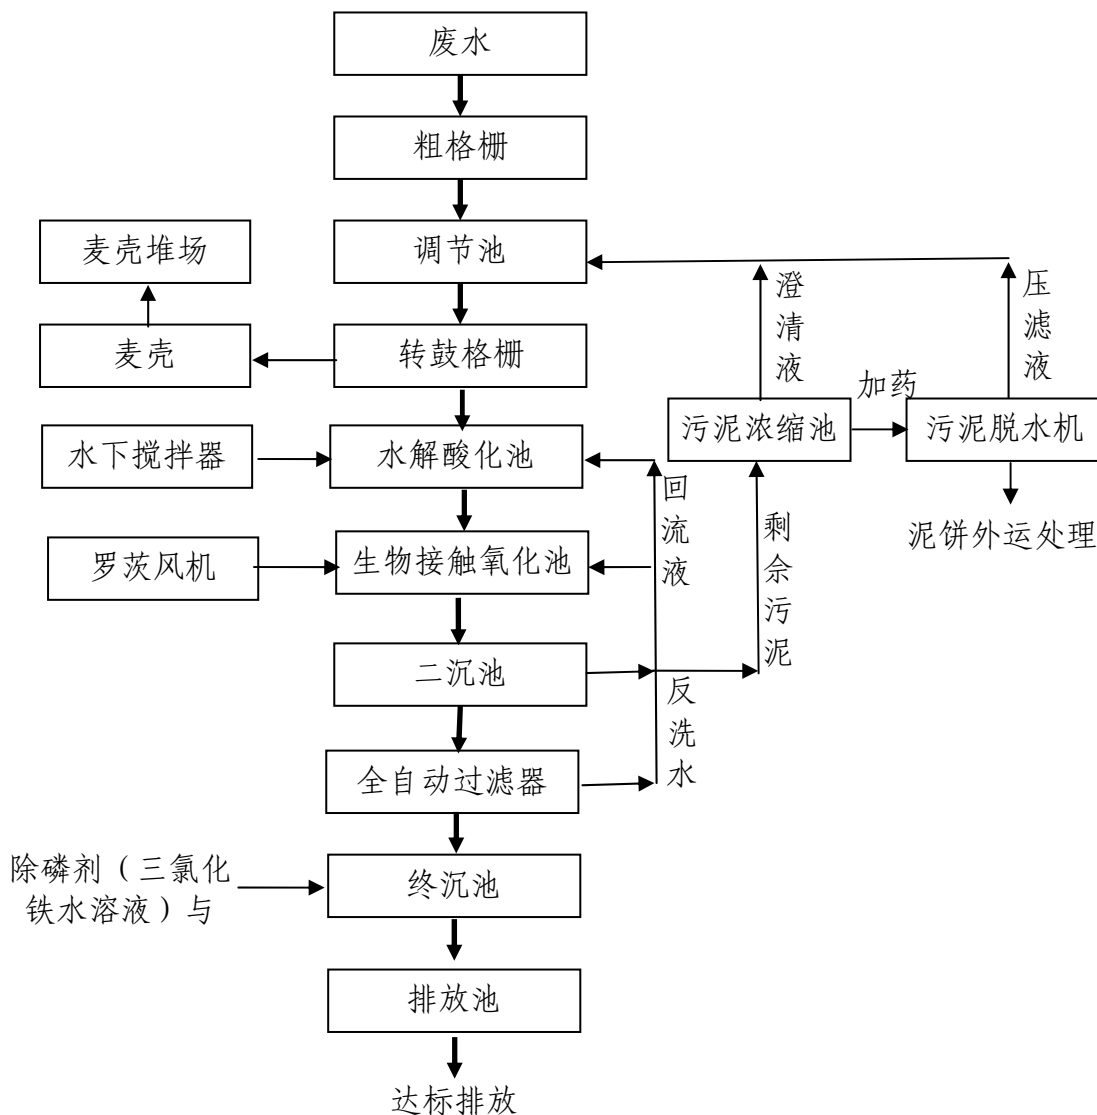 废水
粗格栅
麦壳堆场
调节池
澄清液
压滤液
麦壳
转鼓格栅
加药
污泥浓缩池
污泥脱水机
水下搅拌器
水解酸化池
回流液
剩余污泥
泥饼外运处理
罗茨风机
生物接触氧化池
二沉池
反洗水
全自动过滤器
除磷剂（三氯化
铁水溶液）与
终沉池
排放池
达标排放